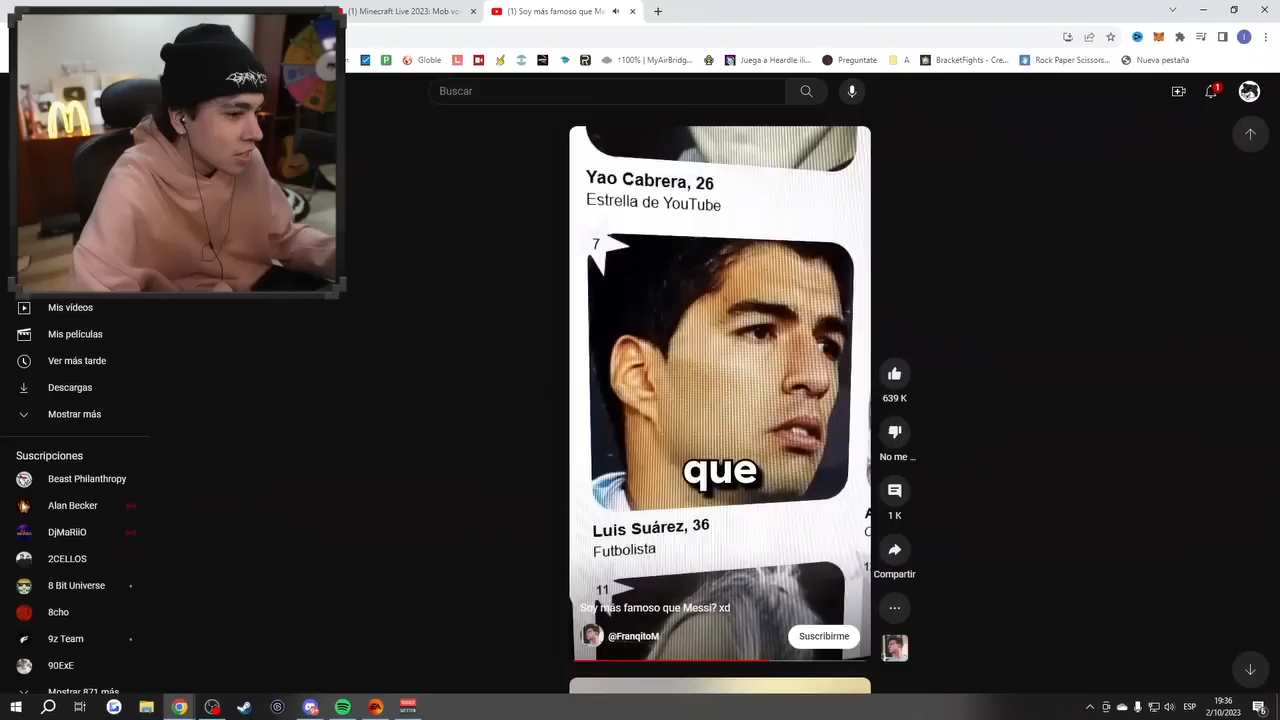 (1) Minecraft Live 2023: Mob vo
(1) Soy más famoso que Me
Globle
↑100% | MyAirBridg...
Juega a Heardle ili...
Preguntate
A
BracketFights - Cre...
Rock Paper Scissors...
Nueva pestaña
Buscar
1
Yao Cabrera, 26
Estrella de YouTube
7
que
Luis Suárez, 36
Futbolista
11
Soy más famoso que Messi? xd
@FranqitoM
Suscribirme
639 K
No me ...
1 K
Compartir
Mis vídeos
Mis películas
Ver más tarde
Descargas
Mostrar más
Suscripciones
Beast Philanthropy
Alan Becker
DjMaRiiO
2CELLOS
8 Bit Universe
8cho
9z Team
90ExE
Mostrar 871 más
ESP
19:36
2/10/2023